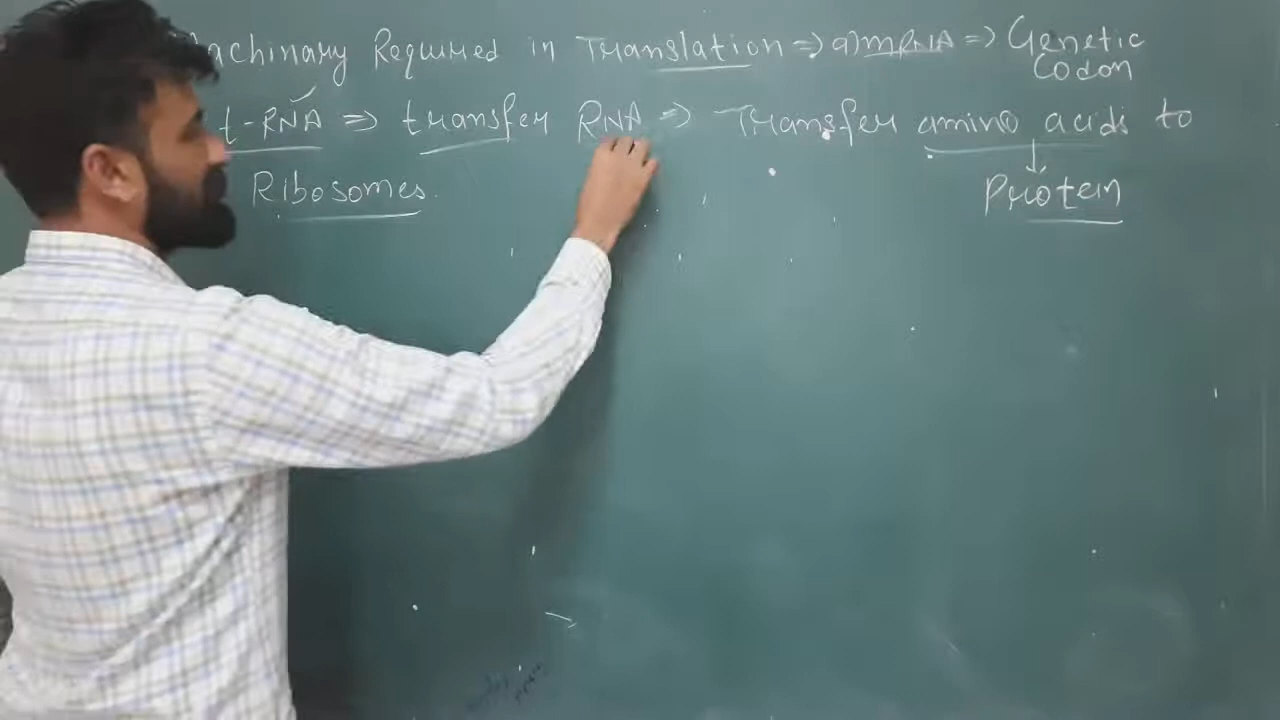 Machinary Required in Translation => a) mRNA => Genetic
Codon
t-RNA => transfer RNA => Transfer amino acids to
Ribosomes.
Protein